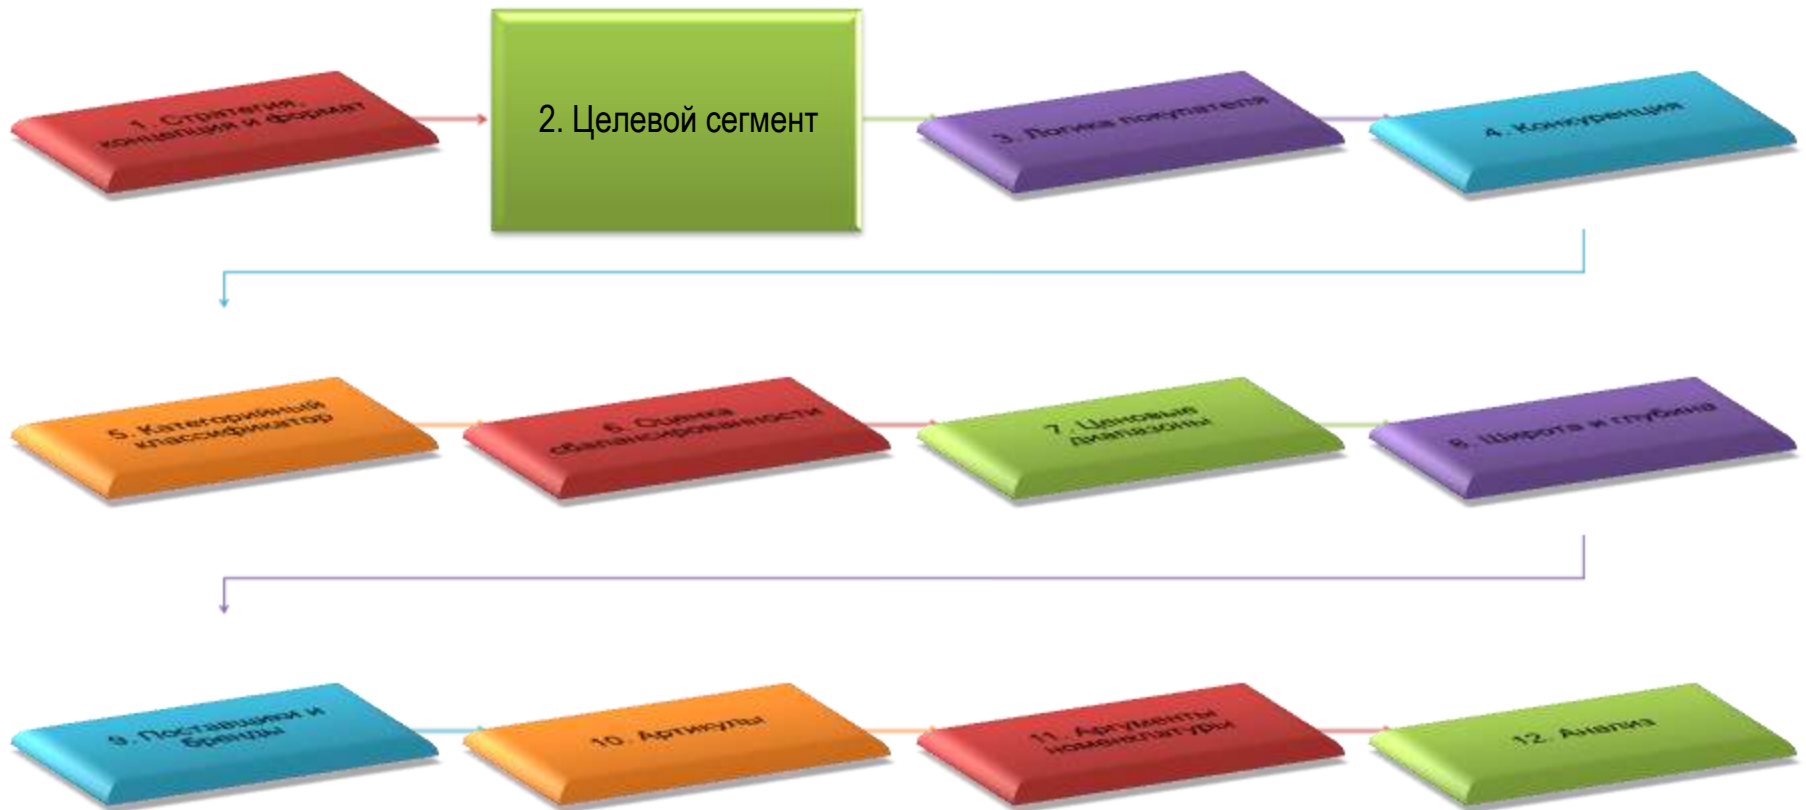 1. Стратегия,
концепция и формат
2. Целевой сегмент
3. Логика покупателя
4. Конкуренция
5. Категорийный
классификатор
6. Оценка
сбалансированности
7. Ценовые
диапазоны
8. Широта и глубина
9. Поставщики и
Бренды
10. Артикулы
11. Аргументы
номенклатуры
12. Анализ